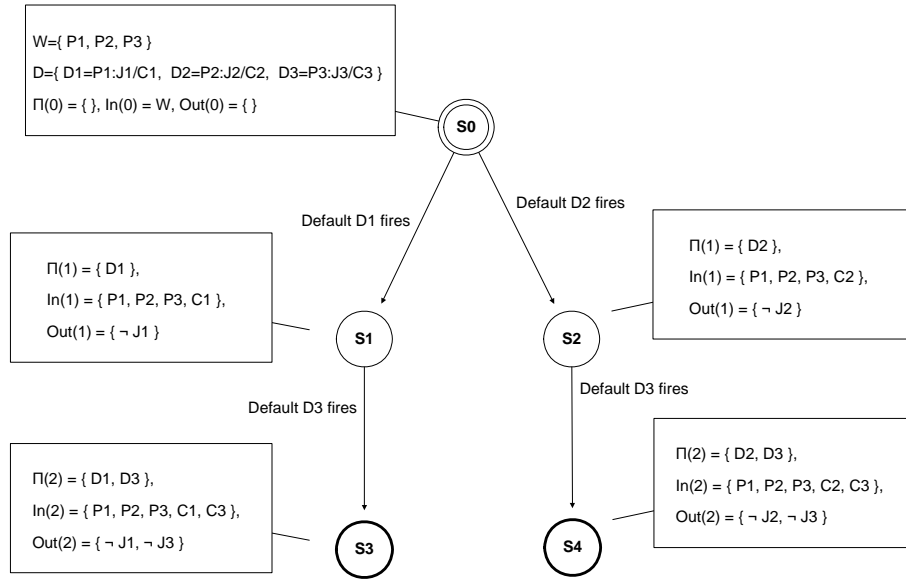 W={ P1, P2, P3 }
D={ D1=P1:J1/C1, D2=P2:J2/C2, D3=P3:J3/C3 }
Π(0) = { }, In(0) = W, Out(0) = { }
S0
Default D1 fires
Default D2 fires
Π(1) = { D1 },
In(1) = { P1, P2, P3, C1 },
Out(1) = { ¬ J1 }
S1
S2
Π(1) = { D2 },
In(1) = { P1, P2, P3, C2 },
Out(1) = { ¬ J2 }
Default D3 fires
Default D3 fires
Π(2) = { D1, D3 },
In(2) = { P1, P2, P3, C1, C3 },
Out(2) = { ¬ J1, ¬ J3 }
S3
S4
Π(2) = { D2, D3 },
In(2) = { P1, P2, P3, C2, C3 },
Out(2) = { ¬ J2, ¬ J3 }